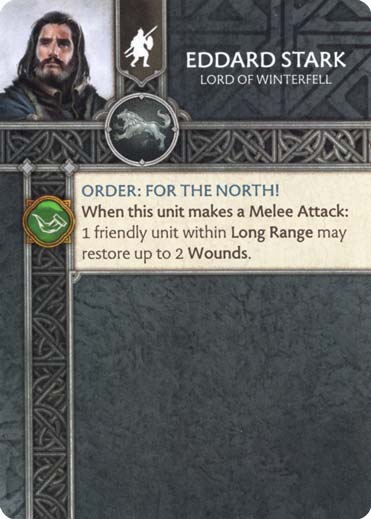 EDDARD STARK
LORD OF WINTERFELL
ORDER: FOR THE NORTH!
When this unit makes a Melee Attack:
1 friendly unit within Long Range may
restore up to 2 Wounds.